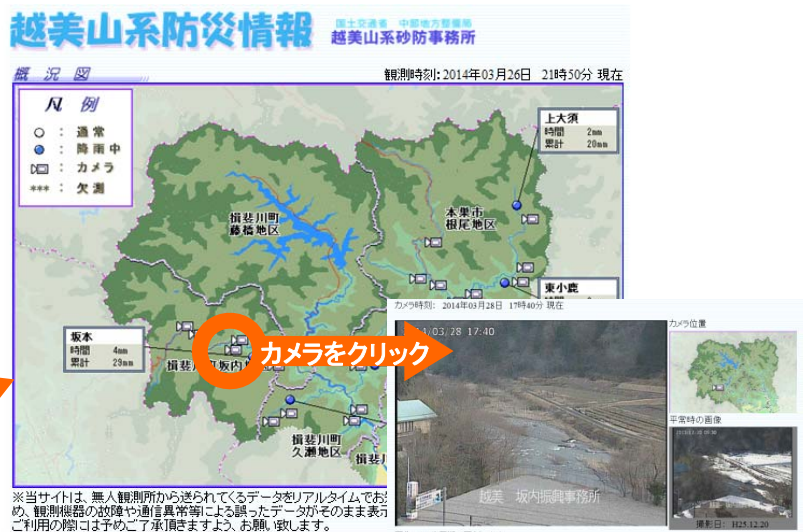 越美山系防災情報
国土交通省 中部地方整備局
越美山系砂防事務所
概況図
観測時刻:2014年03月26日 21時50分 現在
凡例
○ : 通常
: 降雨中
: カメラ
*** : 欠測
上大須
時間 2mm
累計 20mm
揖斐川町
藤橋地区
本巣市
根尾地区
東小鹿
坂本
時間 4mm
累計 29mm
カメラをクリック
揖斐川町
久瀬地区
カメラ時刻: 2014年03月28日 17時40分 現在
/03/28 17:40
越美 坂内振興事務所
カメラ位置
平常時の画像
撮影日: H25.12.20
※当サイトは、無人観測所から送られてくるデータをリアルタイムでお
め、観測機器の故障や通信異常等による誤ったデータがそのまま表示
ご利用の際には予めご了承頂きますよう、お願い致します。